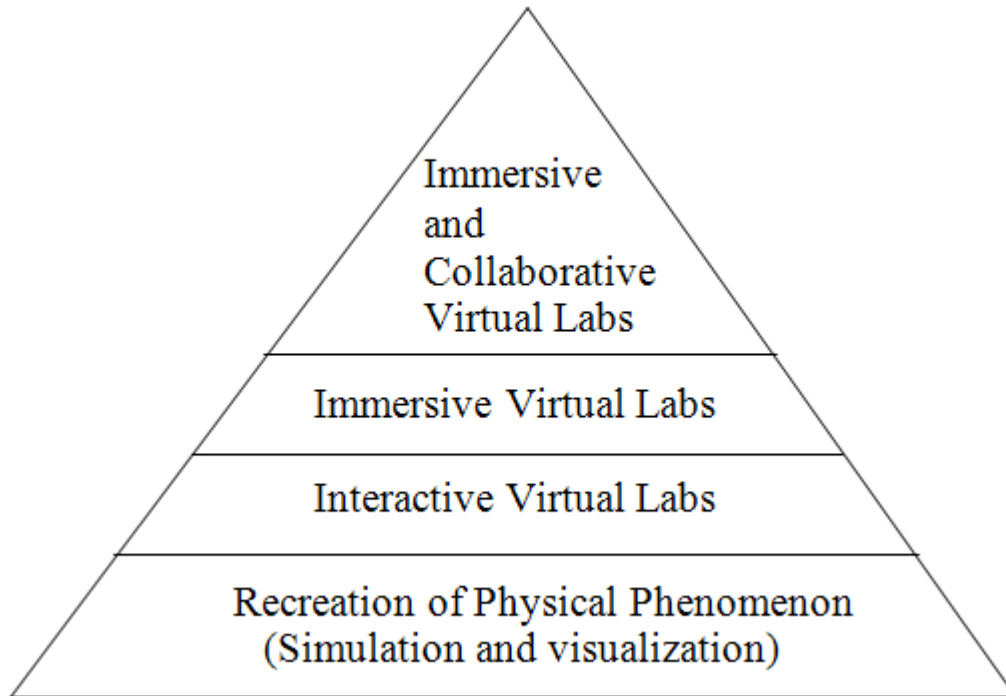 Immersive
and
Collaborative
Virtual Labs
Immersive Virtual Labs
Interactive Virtual Labs
Recreation of Physical Phenomenon
(Simulation and visualization)